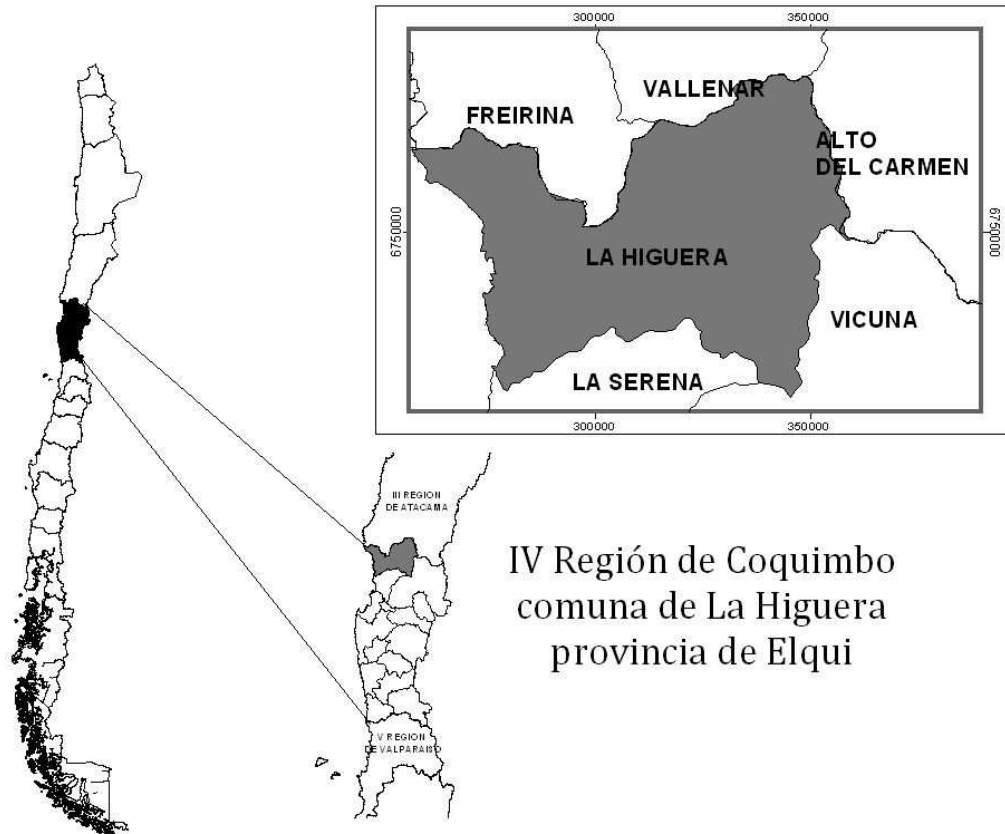 300000
350000
VALLENAR
FREIRINA
ALTO
DEL CARMEN
6750000
6750000
LA HIGUERA
VICUNA
LA SERENA
300000
350000
III REGION
DE ATACAMA
IV Región de Coquimbo
comuna de La Higuera
provincia de Elqui
V REGION
DE VALPARAISO